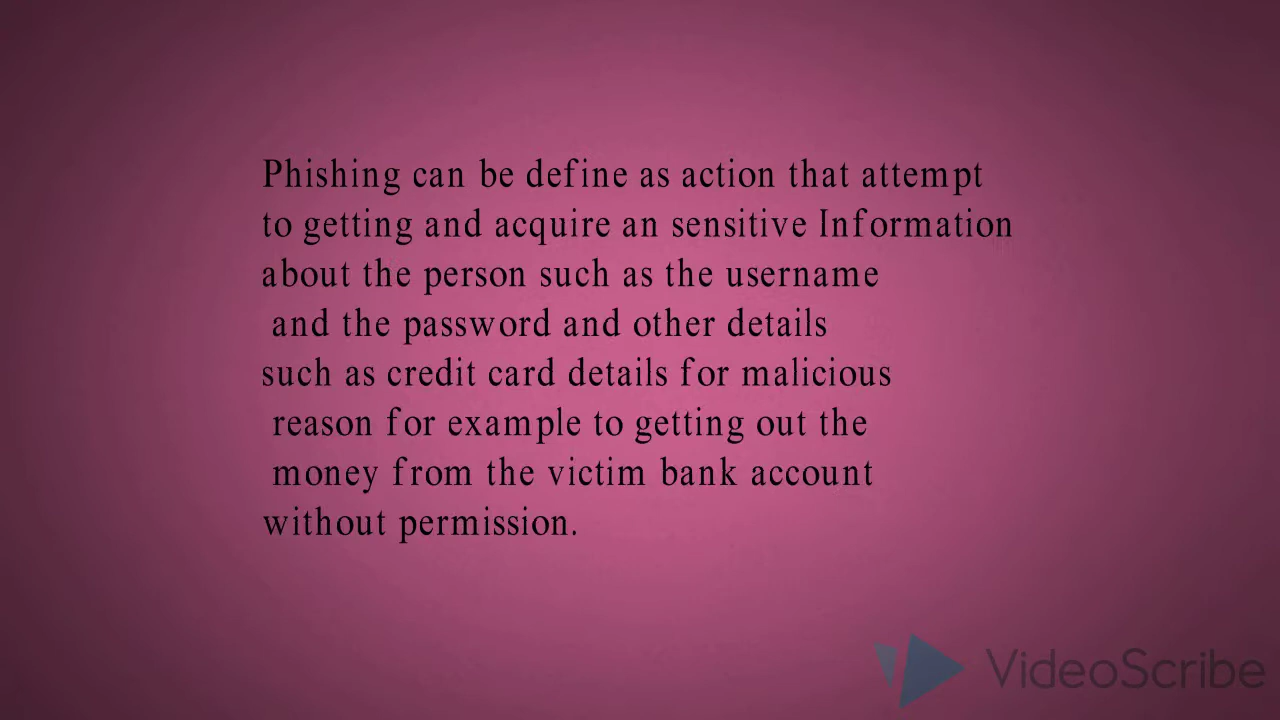 Phishing can be define as action that attempt
to getting and acquire an sensitive Information
about the person such as the username
and the password and other details
such as credit card details for malicious
reason for example to getting out the
money from the victim bank account
without permission.
VideoScribe